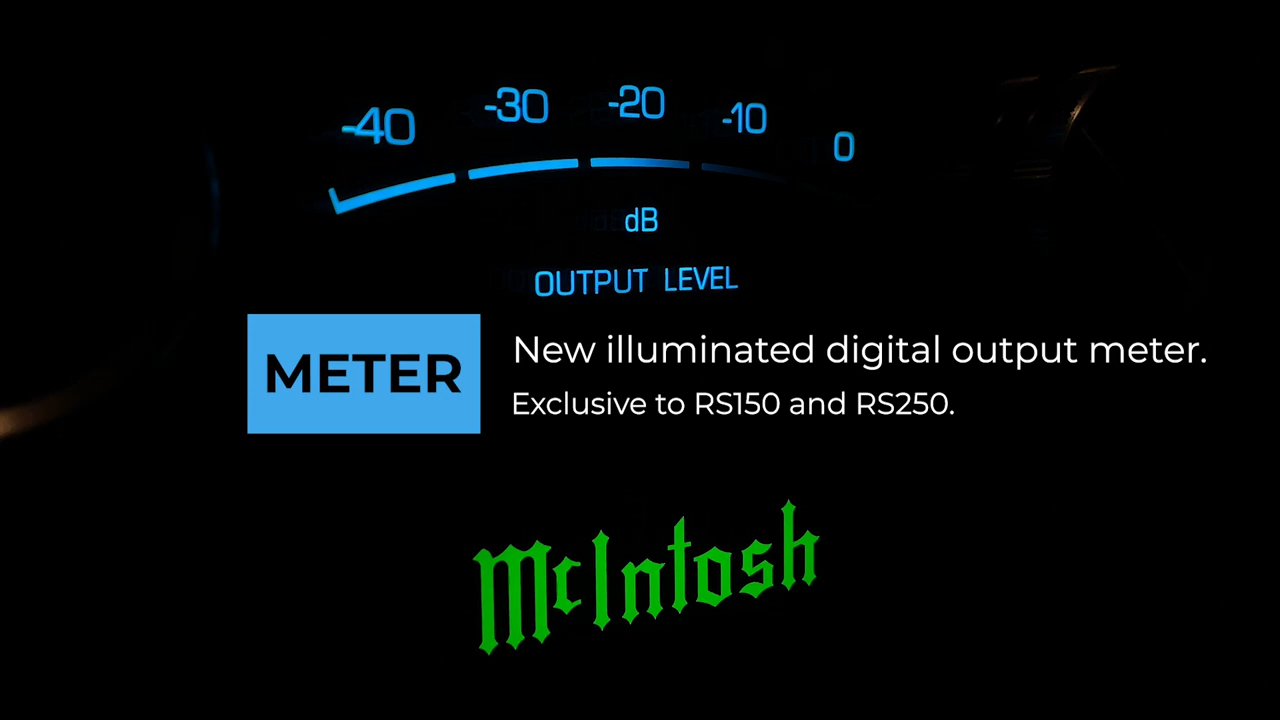 -40 -30 -20 -10 0
dB
OUTPUT LEVEL
METER
New illuminated digital output meter.
Exclusive to RS150 and RS250.
McIntosh